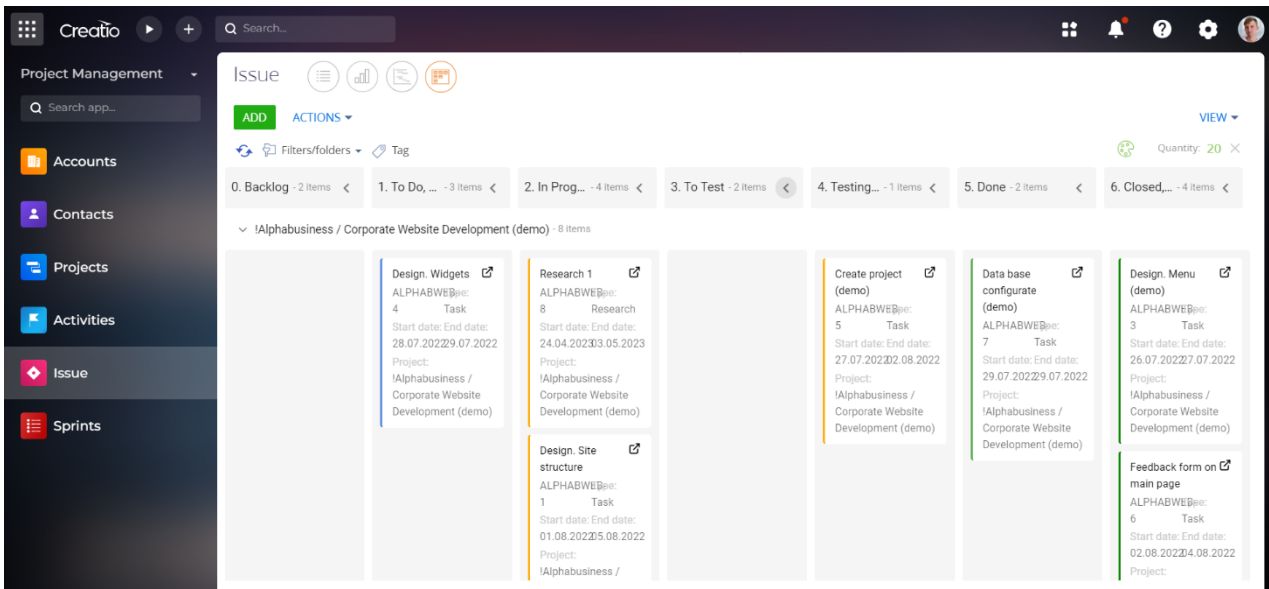 Creatio
Search...
Project Management
Search app...
Accounts
Contacts
Projects
Activities
Issue
Sprints
Issue
ADD ACTIONS VIEW
Filters/folders Tag Quantity: 20
0. Backlog - 2 items
1. To Do, ... - 3 items
2. In Prog... - 4 items
3. To Test - 2 items
4. Testing... - 1 items
5. Done - 2 items
6. Closed,... - 4 items
!Alphabusiness / Corporate Website Development (demo) - 8 items
Design. Widgets
ALPHABWEB-
4 Task
Start date: End date:
28.07.2022 29.07.2022
Project:
!Alphabusiness /
Corporate Website
Development (demo)
Research 1
ALPHABWEB-
8 Research
Start date: End date:
24.04.2023 03.05.2023
Project:
!Alphabusiness /
Corporate Website
Development (demo)
Design. Site
structure
ALPHABWEB-
1 Task
Start date: End date:
01.08.2022 05.08.2022
Project:
!Alphabusiness /
Create project
(demo)
ALPHABWEB-
5 Task
Start date: End date:
27.07.2022 02.08.2022
Project:
!Alphabusiness /
Corporate Website
Development (demo)
Data base
configurate
(demo)
ALPHABWEB-
7 Task
Start date: End date:
29.07.2022 29.07.2022
Project:
!Alphabusiness /
Corporate Website
Development (demo)
Design. Menu
(demo)
ALPHABWEB-
3 Task
Start date: End date:
26.07.2022 27.07.2022
Project:
!Alphabusiness /
Corporate Website
Development (demo)
Feedback form on
main page
ALPHABWEB-
6 Task
Start date: End date:
02.08.2022 04.08.2022
Project: